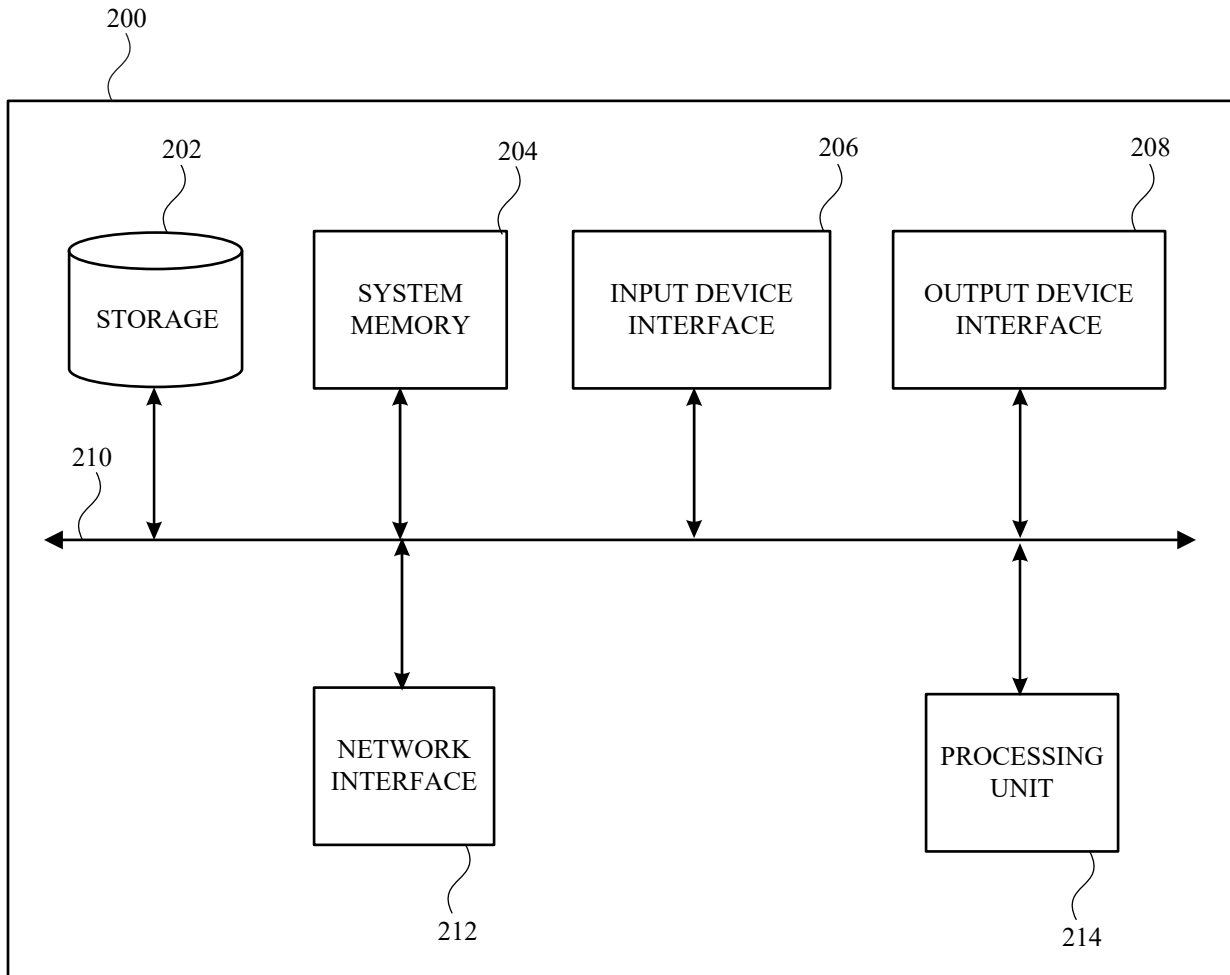 200
202
204
206
208
STORAGE
SYSTEM
MEMORY
INPUT DEVICE
INTERFACE
OUTPUT DEVICE
INTERFACE
210
NETWORK
INTERFACE
PROCESSING
UNIT
212
214